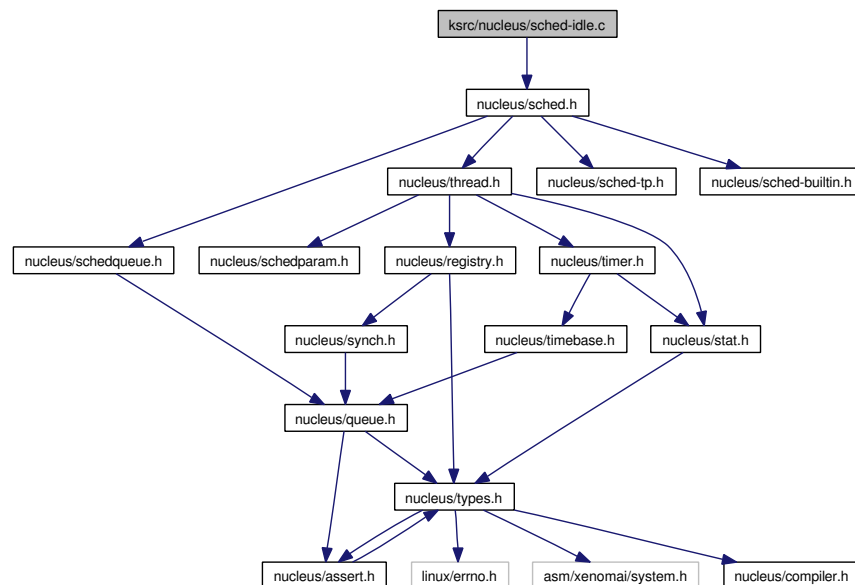 ksrc/nucleus/sched-idle.c
nucleus/sched.h
nucleus/thread.h
nucleus/sched-tp.h
nucleus/sched-builtin.h
nucleus/schedqueue.h
nucleus/schedparam.h
nucleus/registry.h
nucleus/timer.h
nucleus/synch.h
nucleus/timebase.h
nucleus/stat.h
nucleus/queue.h
nucleus/types.h
nucleus/assert.h
linux/errno.h
asm/xenomai/system.h
nucleus/compiler.h